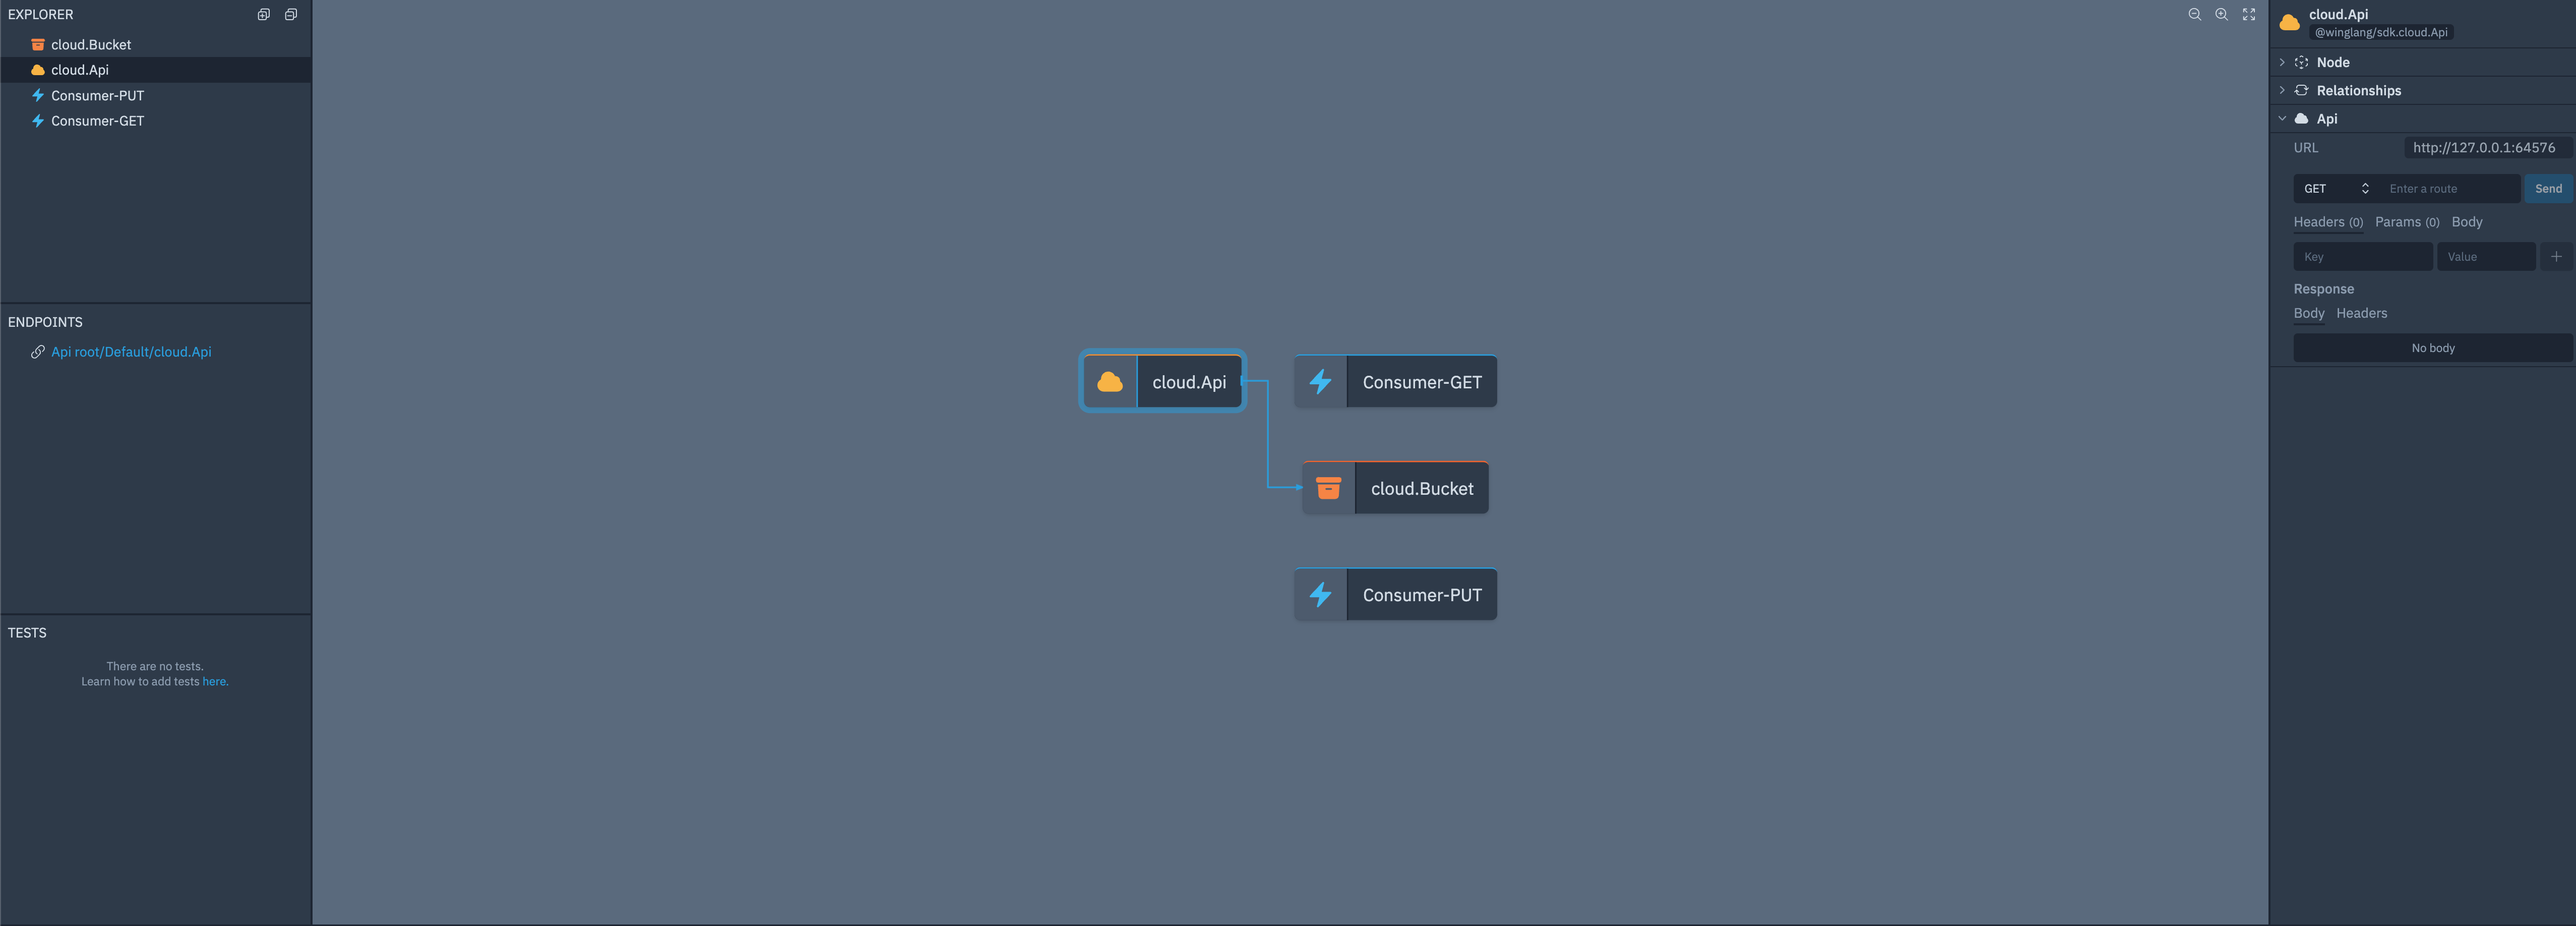 EXPLORER
cloud.Bucket
cloud.Api
Consumer-PUT
Consumer-GET
ENDPOINTS
Api root/Default/cloud.Api
TESTS
There are no tests.
Learn how to add tests here.
cloud.Api
Consumer-GET
cloud.Bucket
Consumer-PUT
cloud.Api
@winglang/sdk.cloud.Api
Node
Relationships
Api
URL http://127.0.0.1:64576
GET Enter a route Send
Headers (0) Params (0) Body
Key Value
Response
Body Headers
No body